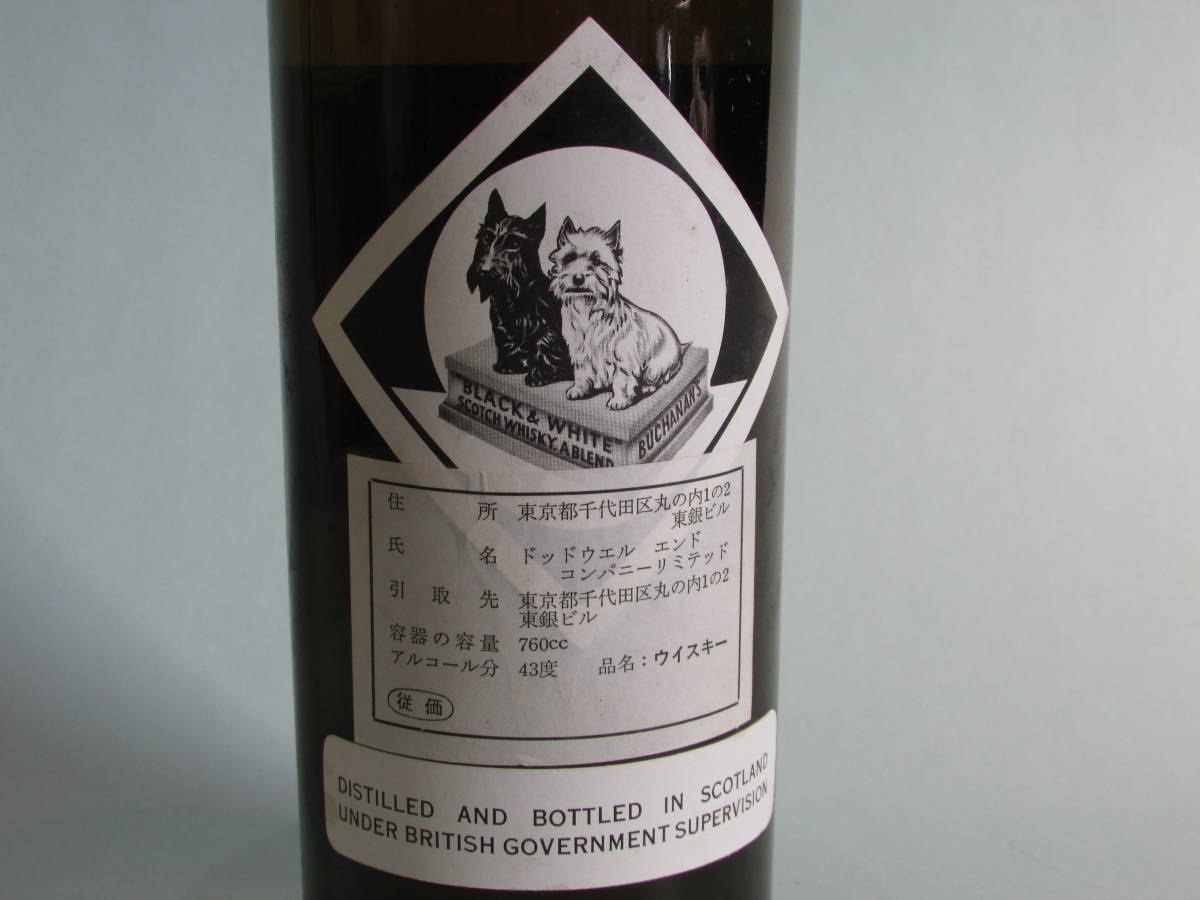 BLACK & WHITE"
SCOTCH WHISKY. A BLEND
BUCHANAN'S
住所 東京都千代田区丸の内1の2
東銀ビル
氏名 ドッドウエル エンド
コンパニーリミテッド
引取先 東京都千代田区丸の内1の2
東銀ビル
容器の容量 760cc
アルコール分 43度 品名：ウイスキー
従価
DISTILLED AND BOTTLED IN SCOTLAND
UNDER BRITISH GOVERNMENT SUPERVISION